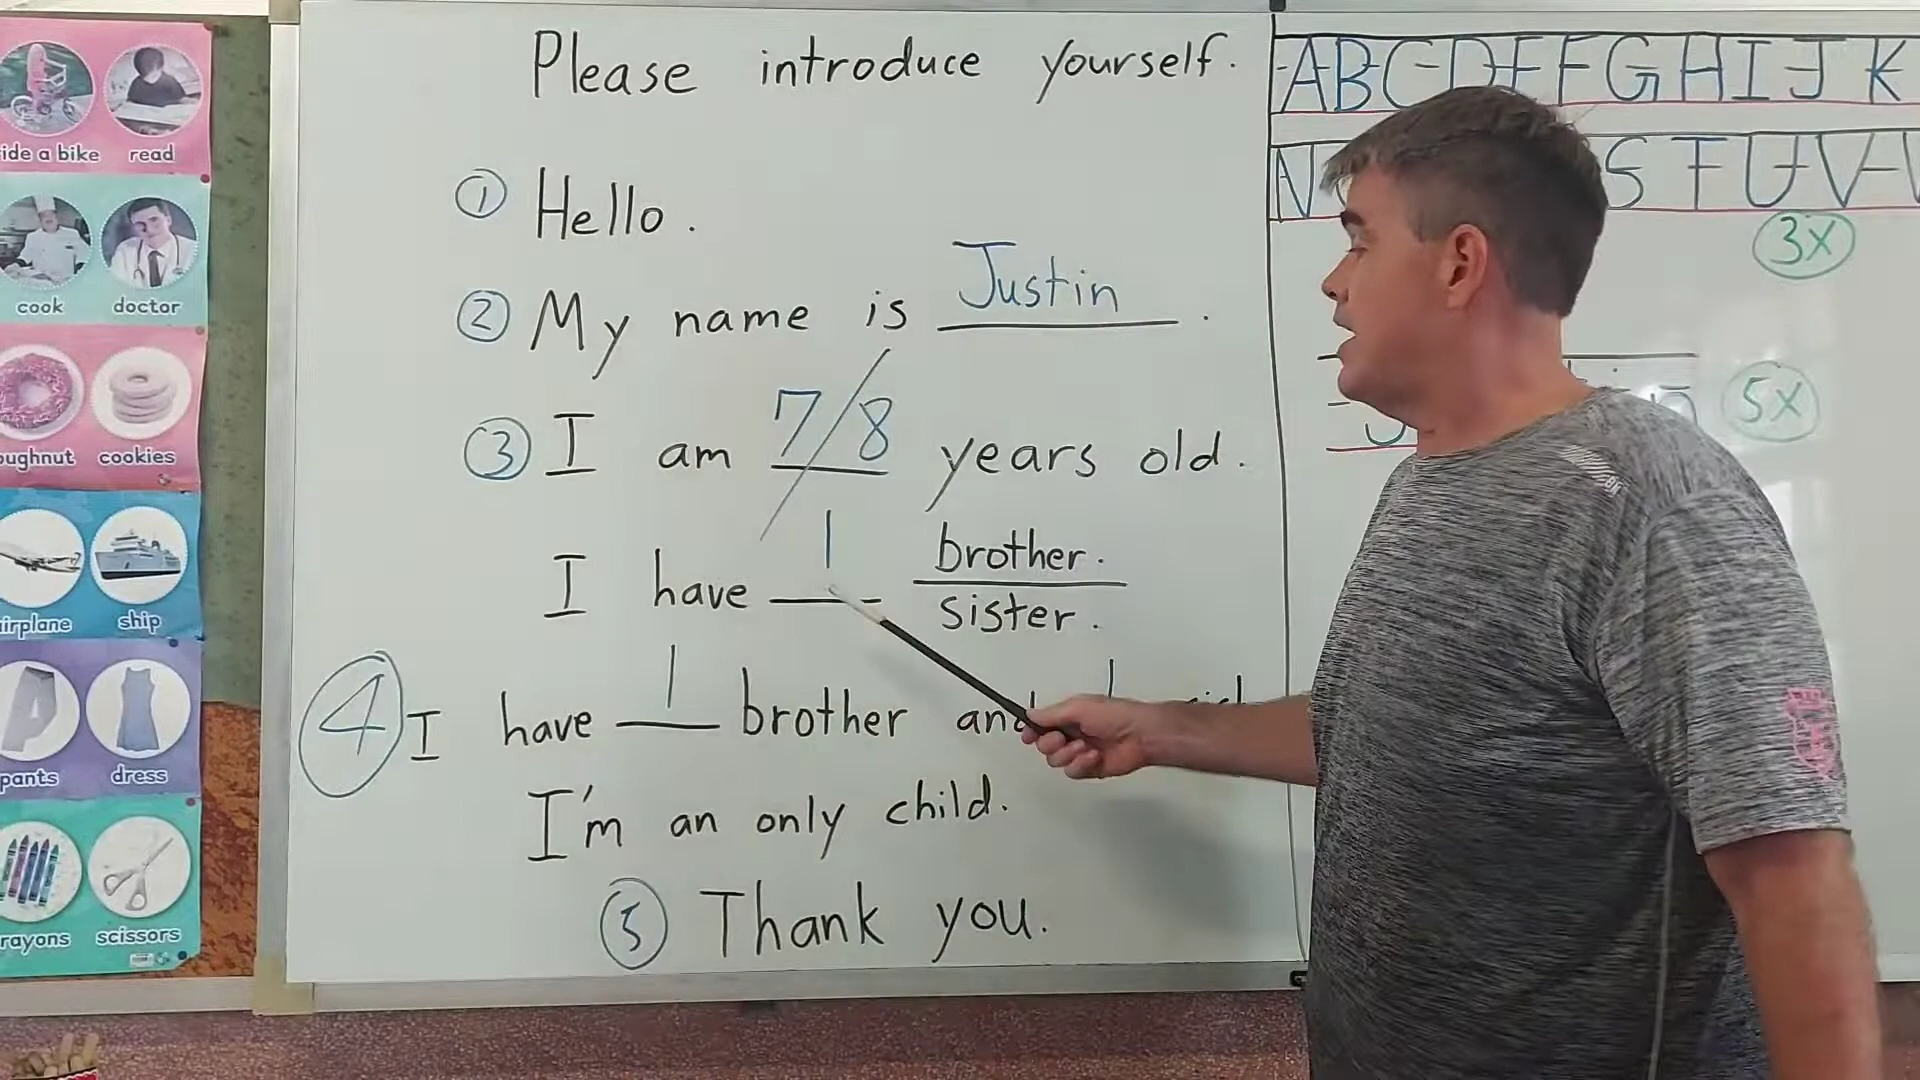 Please introduce yourself.
① Hello.
② My name is Justin.
③ I am 7/8 years old.
I have 1 brother.
sister.
④ I have 1 brother and 1
I'm an only child.
⑤ Thank you.
A B C D E F G H I J K
N S T U V
3X
5X
ide a bike
read
cook
doctor
oughnut
cookies
irplane
ship
pants
dress
rayons
scissors